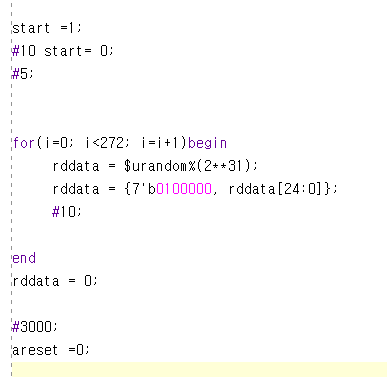 start =1;
#10 start= 0;
#5;
for(i=0; i<272; i=i+1)begin
rddata = $urandom%(2**31);
rddata = {7'b0100000, rddata[24:0]};
#10;
end
rddata = 0;
#3000;
areset =0;